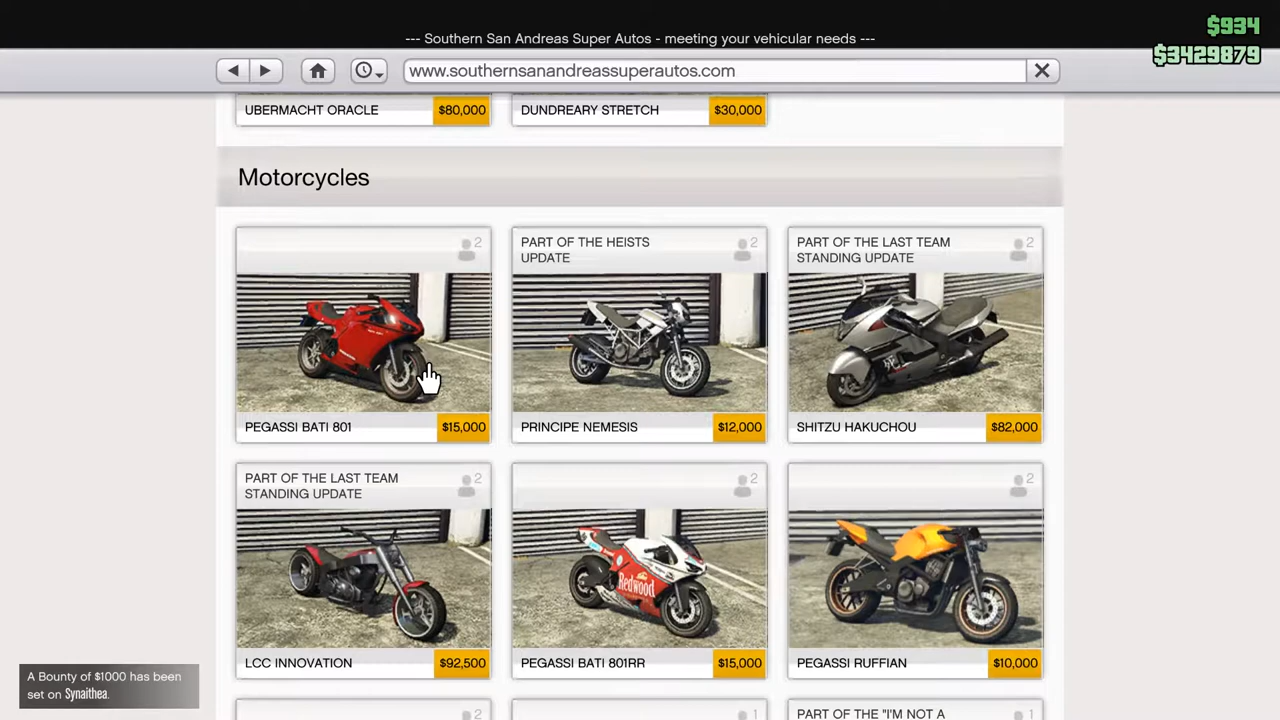 --- Southern San Andreas Super Autos - meeting your vehicular needs ---
$934
$3429879
www.southernsanandreassuperautos.com
UBERMACHT ORACLE
$80,000
DUNDREARY STRETCH
$30,000
Motorcycles
2
PEGASSI BATI 801
$15,000
PART OF THE HEISTS
UPDATE
2
PRINCIPE NEMESIS
$12,000
PART OF THE LAST TEAM
STANDING UPDATE
2
SHITZU HAKUCHOU
$82,000
PART OF THE LAST TEAM
STANDING UPDATE
2
LCC INNOVATION
$92,500
2
Redwood
PEGASSI BATI 801RR
$15,000
2
PEGASSI RUFFIAN
$10,000
2
1
PART OF THE "I'M NOT A
1
A Bounty of $1000 has been
set on Synaithea.